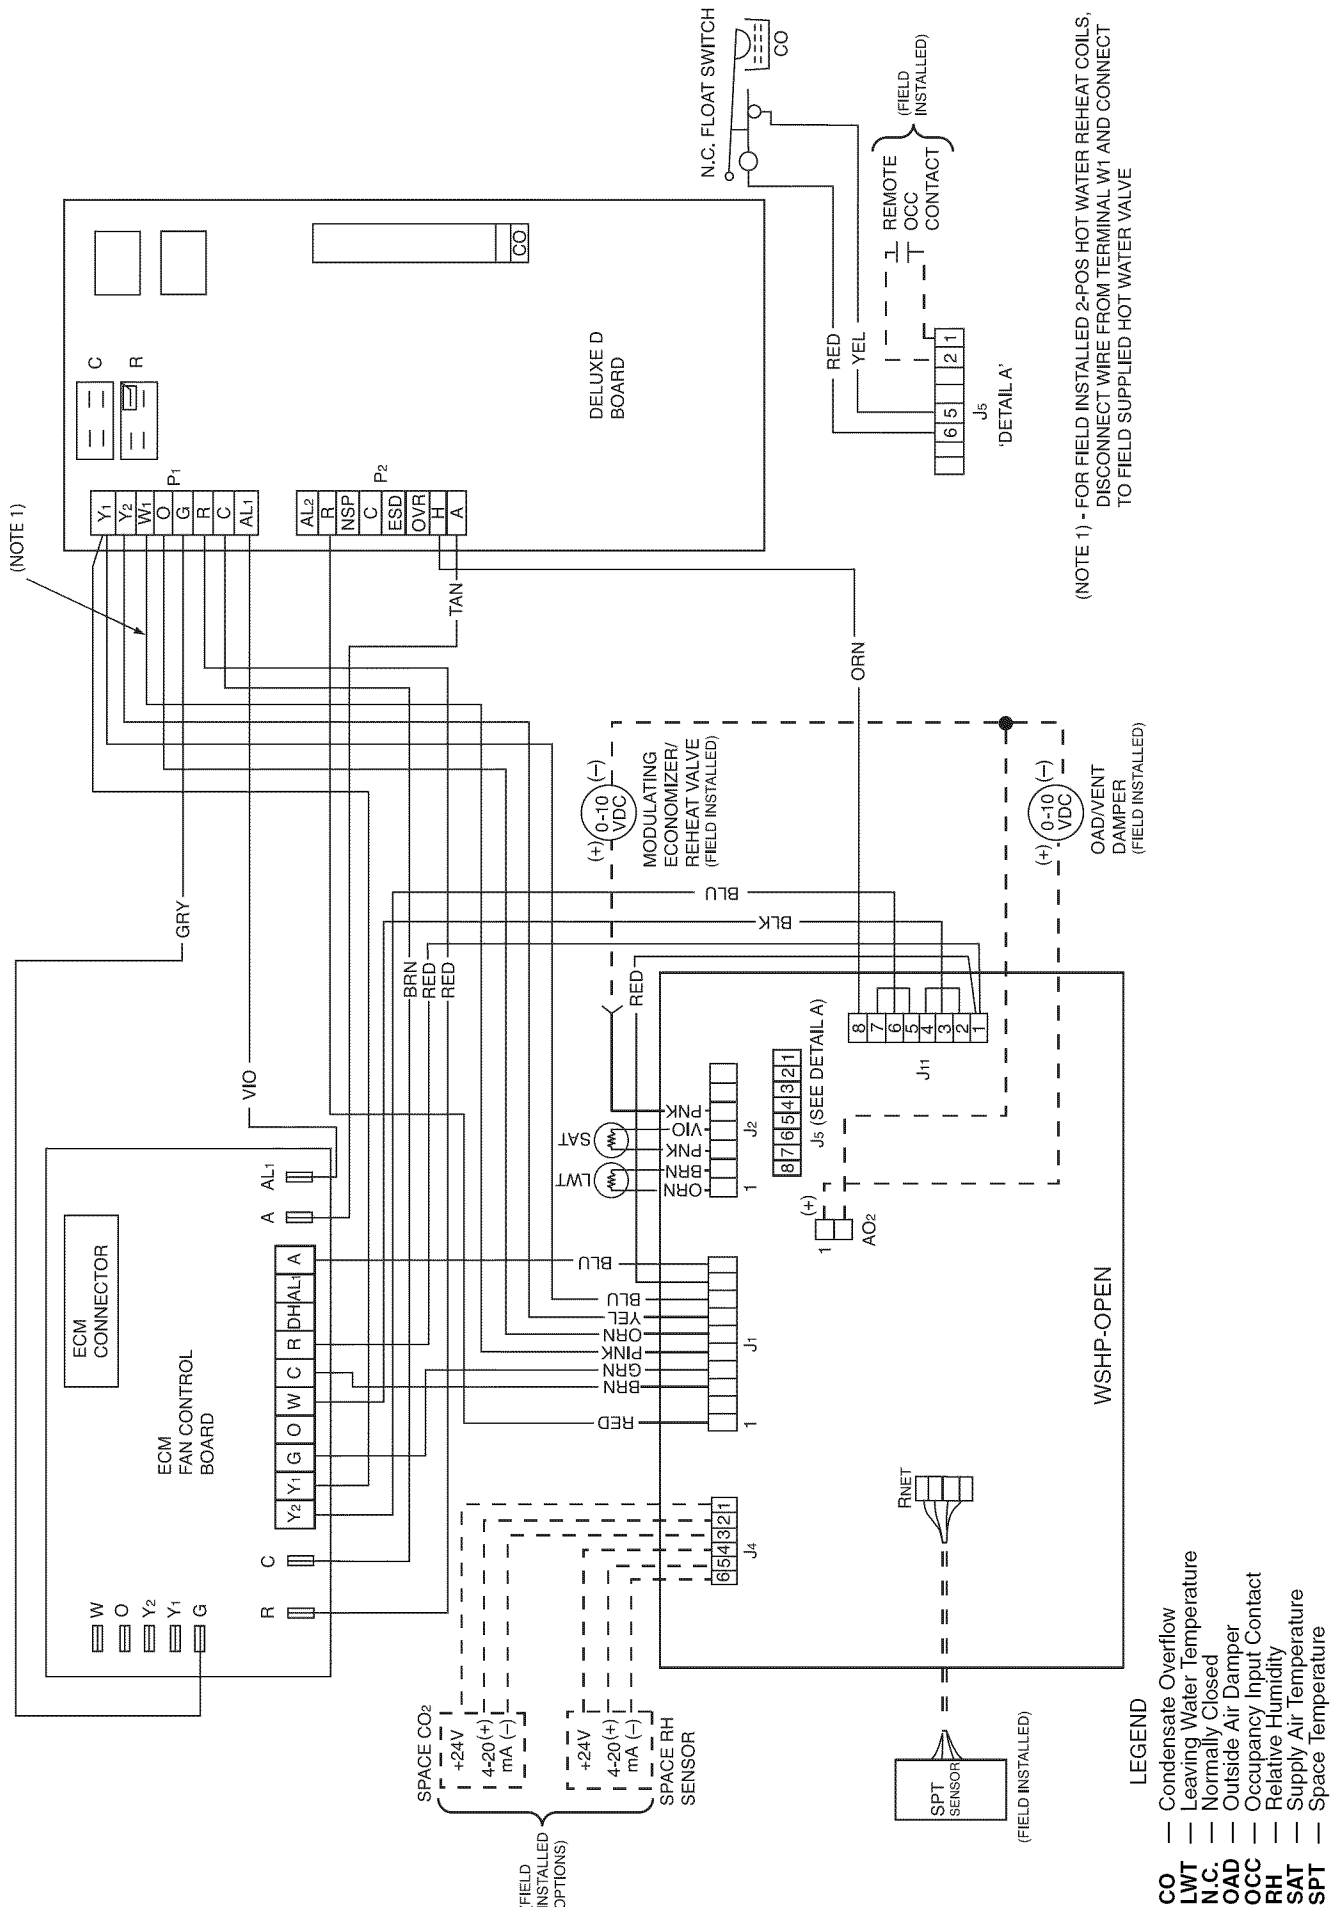 (NOTE 1)
ECM
CONNECTOR
ECM
FAN CONTROL
BOARD
W
O
Y2
Y1
G
R
C
Y2
Y1
G
O
W
C
R
DH
AL1
A
A
AL1
GRY
VIO
BRN
RED
RED
TAN
Y1
Y2
W1
O
G
R
C
AL1
P1
AL2
R
NSP
C
ESD
OVR
H
A
P2
C
R
CO
DELUXE D
BOARD
N.C. FLOAT SWITCH
CO
RED
YEL
REMOTE
OCC
CONTACT
(FIELD
INSTALLED)
6
5
2
1
J5
'DETAIL A'
(NOTE 1) - FOR FIELD INSTALLED 2-POS HOT WATER REHEAT COILS,
DISCONNECT WIRE FROM TERMINAL W1 AND CONNECT
TO FIELD SUPPLIED HOT WATER VALVE
ORN
BLU
BLK
RED
(+)
0-10
VDC
(–)
MODULATING
ECONOMIZER/
REHEAT VALVE
(FIELD INSTALLED)
(+)
0-10
VDC
(–)
OAD/VENT
DAMPER
(FIELD INSTALLED)
RED
BRN
GRN
PINK
ORN
YEL
BLU
BLU
1
J1
LWT
SAT
ORN
BRN
PNK
VIO
PNK
1
J2
8
7
6
5
4
3
2
1
J5 (SEE DETAIL A)
8
7
6
5
4
3
2
1
J11
1
(+)
AO2
WSHP-OPEN
RNET
6
5
4
3
2
1
J4
SPACE CO2
+24V
4-20 (+)
mA (–)
+24V
4-20 (+)
mA (–)
SPACE RH
SENSOR
INSTALLED
OPTIONS)
SPT
SENSOR
(FIELD INSTALLED)
LEGEND
CO — Condensate Overflow
LWT — Leaving Water Temperature
N.C. — Normally Closed
OAD — Outside Air Damper
OCC — Occupancy Input Contact
RH — Relative Humidity
SAT — Supply Air Temperature
SPT — Space Temperature